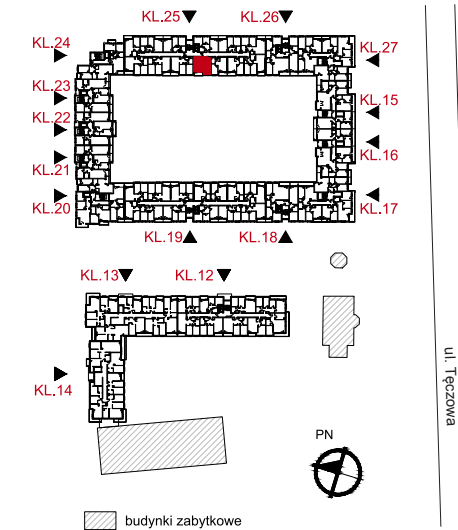 KL.25
KL.26
KL.24
KL.27
KL.23
KL.15
KL.22
KL.16
KL.21
KL.20
KL.17
KL.19
KL.18
KL.13
KL.12
KL.14
ul. Tęczowa
PN
budynki zabytkowe